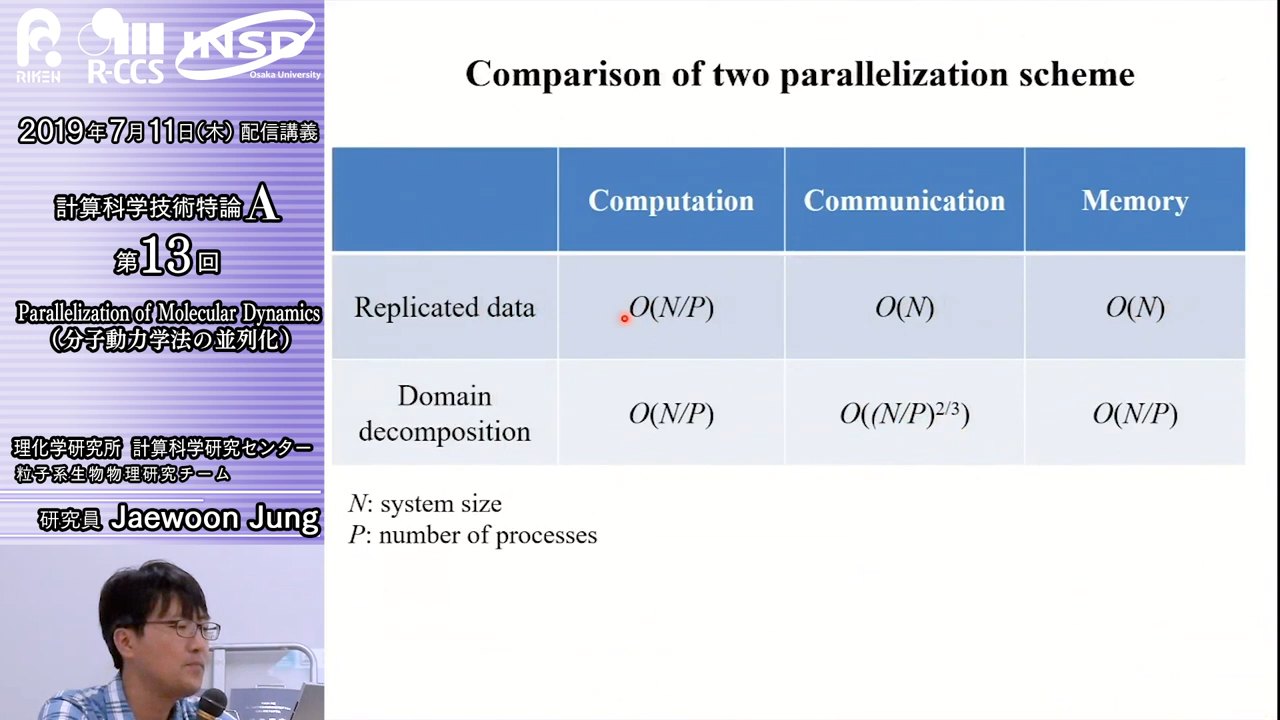 RIKEN
R-CCS
INSD
Osaka University
2019年7月11日(木) 配信講義
計算科学技術特論A
第13回
Parallelization of Molecular Dynamics
(分子動力学法の並列化)
理化学研究所 計算科学研究センター
粒子系生物物理研究チーム
研究員 Jaewoon Jung
Comparison of two parallelization scheme
Computation Communication Memory
Replicated data O(N/P) O(N) O(N)
Domain
decomposition O(N/P) O((N/P)^2/3) O(N/P)
N: system size
P: number of processes